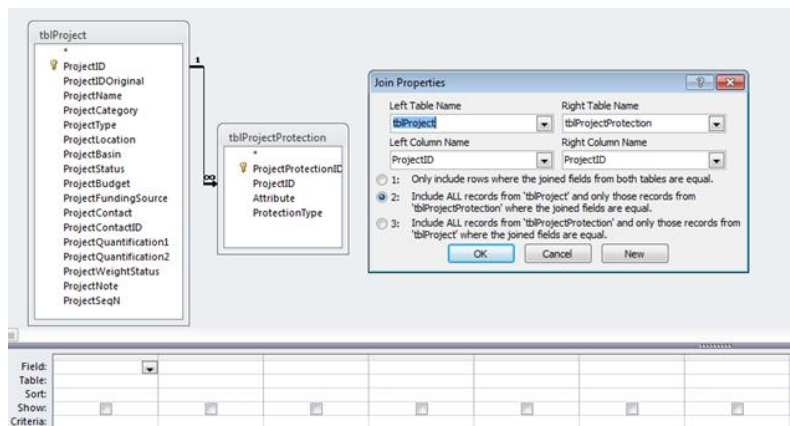 tblProject
*
ProjectID
ProjectIDOriginal
ProjectName
ProjectCategory
ProjectType
ProjectLocation
ProjectBasin
ProjectStatus
ProjectBudget
ProjectFundingSource
ProjectContact
ProjectContactID
ProjectQuantification1
ProjectQuantification2
ProjectWeightStatus
ProjectNote
ProjectSeqN
1
∞
tblProjectProtection
*
ProjectProtectionID
ProjectID
Attribute
ProtectionType
Join Properties
Left Table Name Right Table Name
tblProject tblProjectProtection
Left Column Name Right Column Name
ProjectID ProjectID
1: Only include rows where the joined fields from both tables are equal.
2: Include ALL records from 'tblProject' and only those records from
'tblProjectProtection' where the joined fields are equal.
3: Include ALL records from 'tblProjectProtection' and only those records from
'tblProject' where the joined fields are equal.
OK Cancel New
Field:
Table:
Sort:
Show:
Criteria: